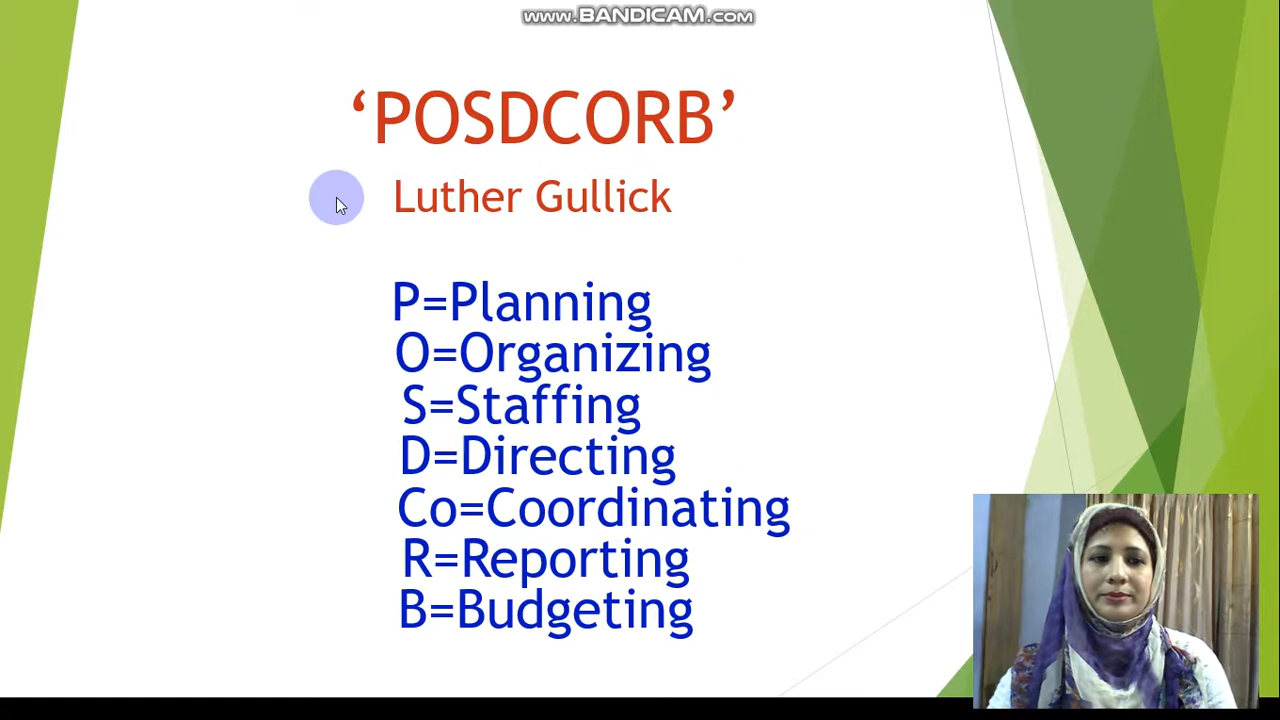 www.BANDICAM.com
‘POSDCORB’
Luther Gullick
P=Planning
O=Organizing
S=Staffing
D=Directing
Co=Coordinating
R=Reporting
B=Budgeting